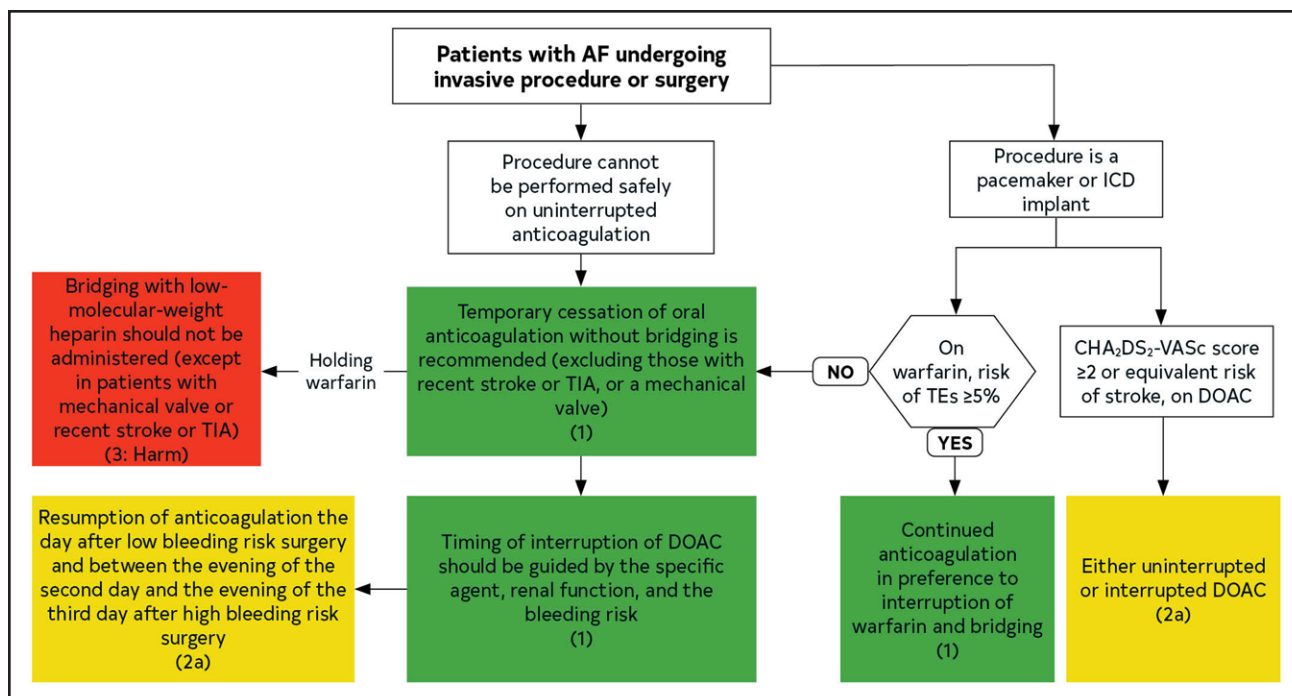 Patients with AF undergoing
invasive procedure or surgery
Procedure cannot
be performed safely
on uninterrupted
anticoagulation
Procedure is a
pacemaker or ICD
implant
Bridging with low-
molecular-weight
heparin should not be
administered (except
in patients with
mechanical valve or
recent stroke or TIA)
(3: Harm)
Holding
warfarin
Temporary cessation of oral
anticoagulation without bridging is
recommended (excluding those with
recent stroke or TIA, or a mechanical
valve)
(1)
NO
On
warfarin, risk
of TEs ≥5%
YES
CHA₂DS₂-VASc score
≥2 or equivalent risk
of stroke, on DOAC
Resumption of anticoagulation the
day after low bleeding risk surgery
and between the evening of the
second day and the evening of the
third day after high bleeding risk
surgery
(2a)
Timing of interruption of DOAC
should be guided by the specific
agent, renal function, and the
bleeding risk
(1)
Continued
anticoagulation
in preference to
interruption of
warfarin and bridging
(1)
Either uninterrupted
or interrupted DOAC
(2a)